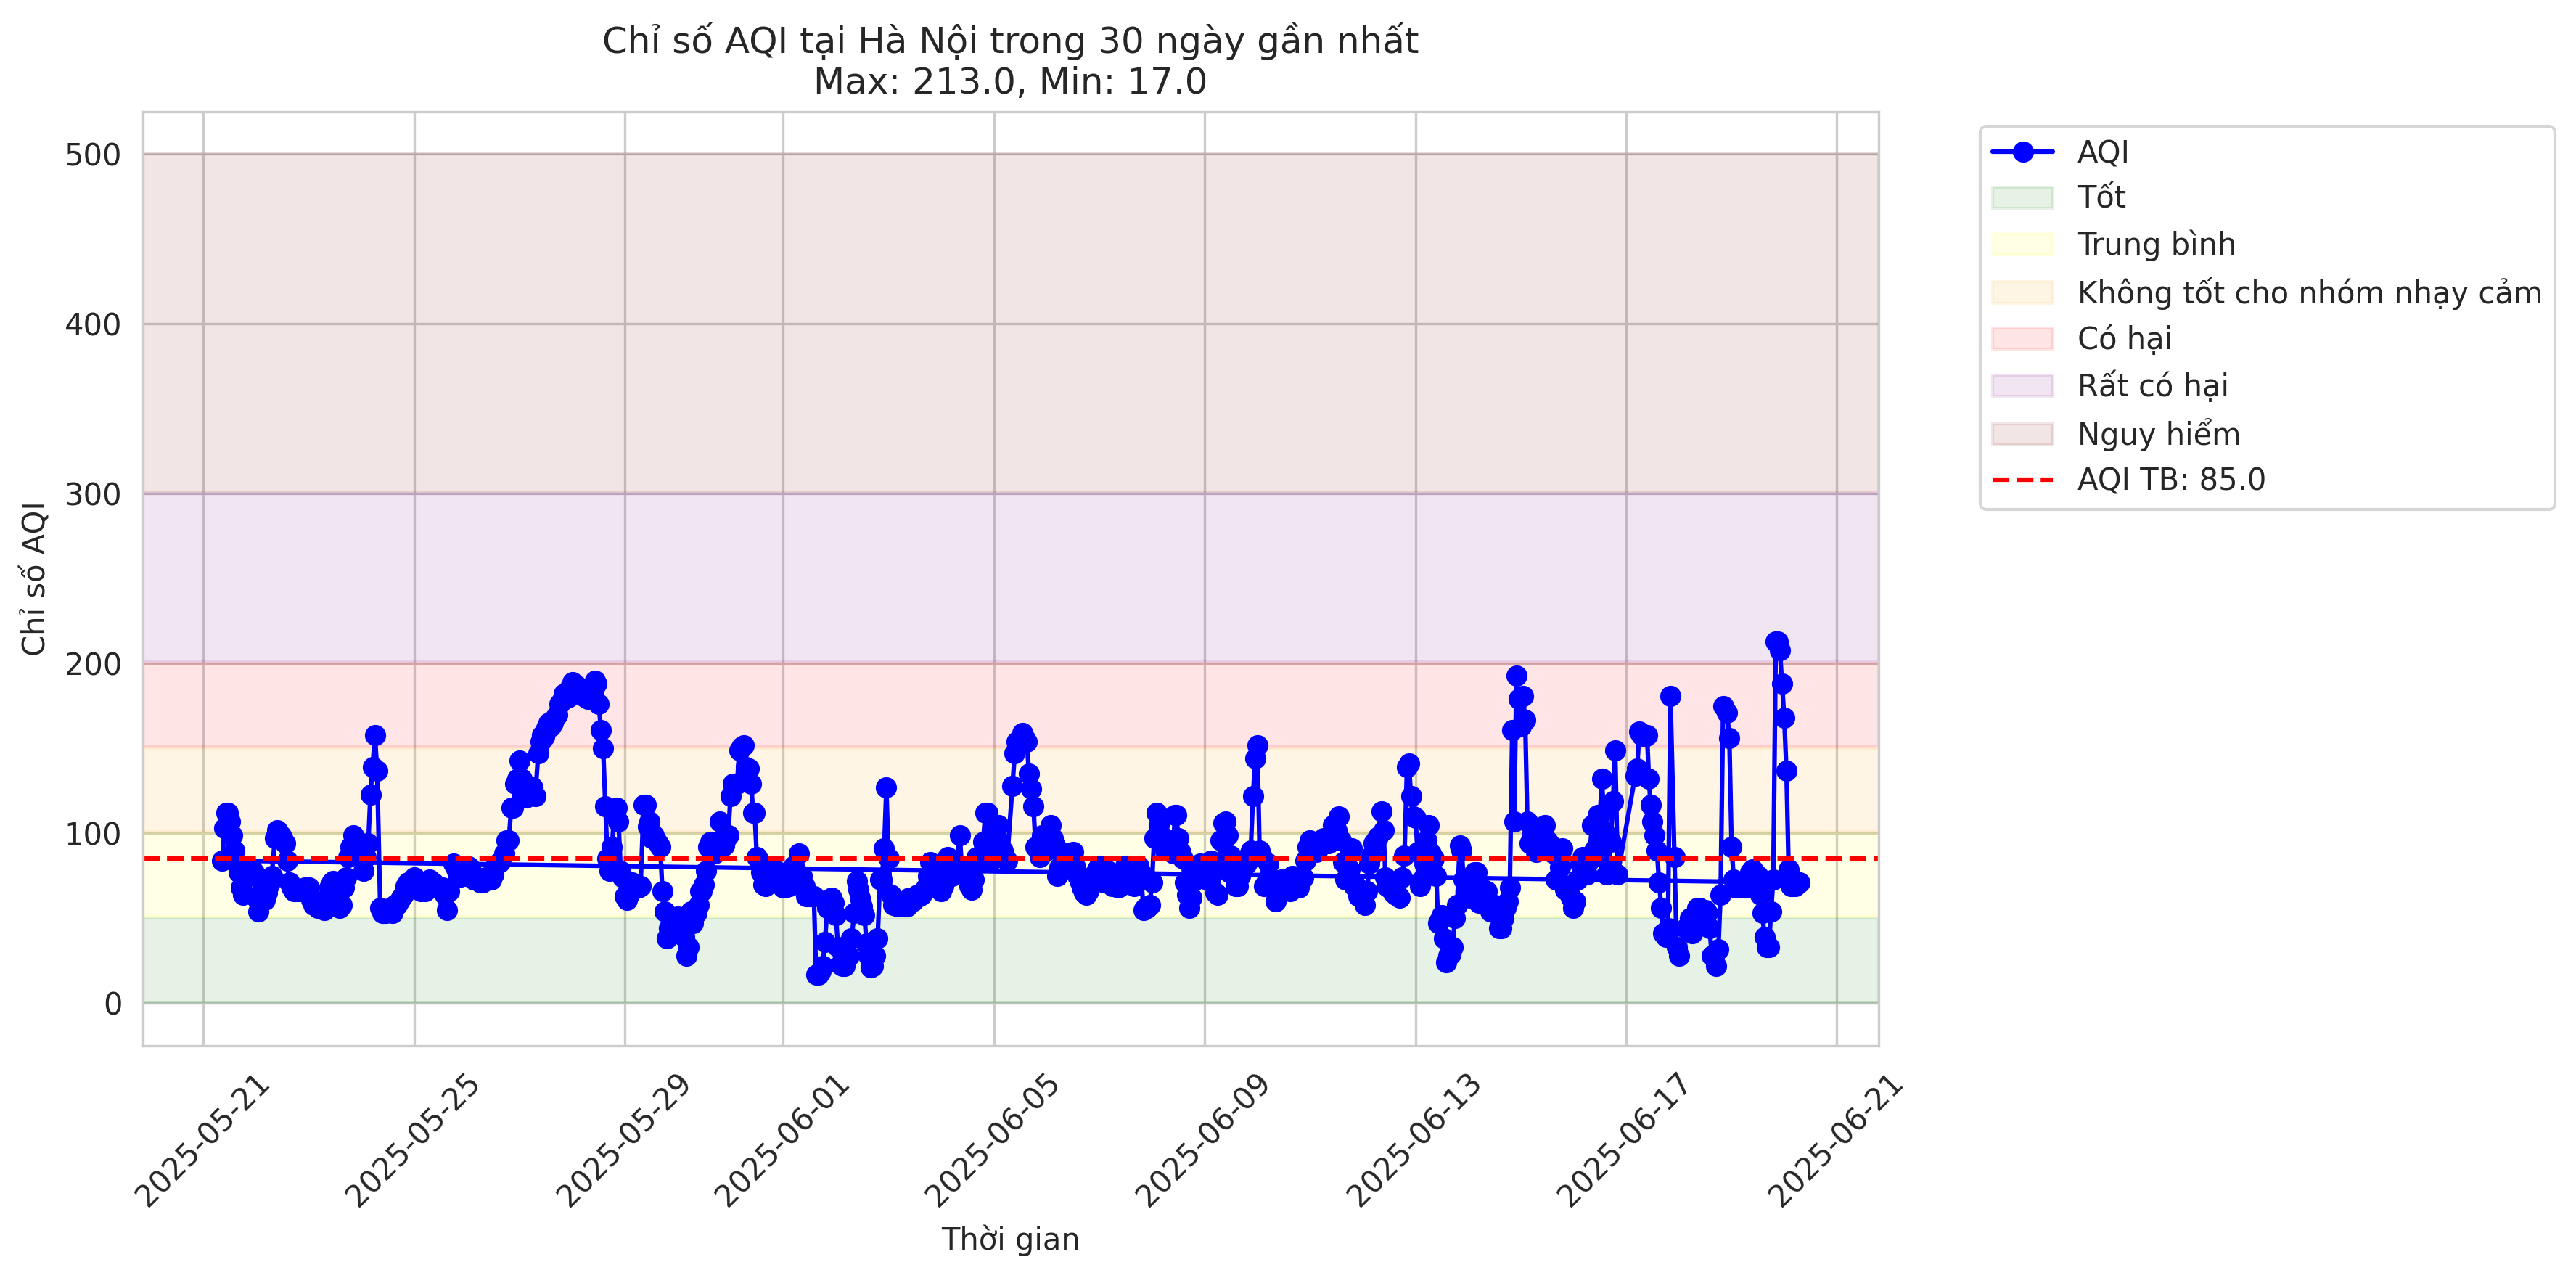 Chỉ số AQI tại Hà Nội trong 30 ngày gần nhất
Max: 213.0, Min: 17.0
Chỉ số AQI
500
400
300
200
100
0
2025-05-21
2025-05-25
2025-05-29
2025-06-01
2025-06-05
2025-06-09
2025-06-13
2025-06-17
2025-06-21
Thời gian
AQI
Tốt
Trung bình
Không tốt cho nhóm nhạy cảm
Có hại
Rất có hại
Nguy hiểm
AQI TB: 85.0